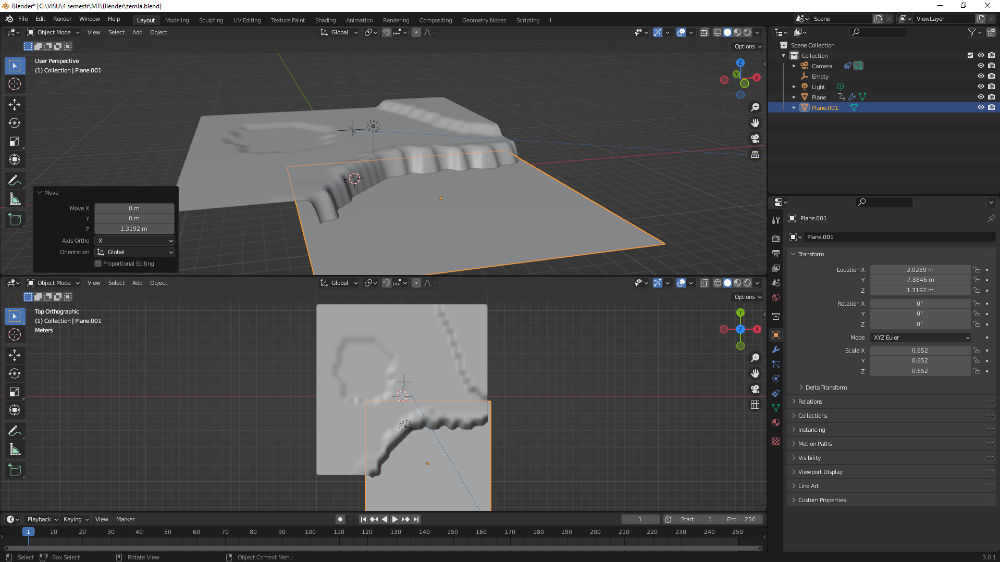 Blender* [C:\VISU\4 semestr\MT\Blender\zemla.blend]
File Edit Render Window Help Layout Modeling Sculpting UV Editing Texture Paint Shading Animation Rendering Compositing Geometry Nodes Scripting + Scene ViewLayer
Object Mode View Select Add Object Global
Options
User Perspective
(1) Collection | Plane.001
Z
Y
X
Move
Move X 0 m
Y 0 m
Z 1.3192 m
Axis Ortho X
Orientation Global
Proportional Editing
Object Mode View Select Add Object Global
Options
Top Orthographic
(1) Collection | Plane.001
Meters
Y
Z X
Scene Collection
Collection
Camera
Empty
Light
Plane
Plane.001
Plane.001
Plane.001
Transform
Location X 3.0289 m
Y -7.8846 m
Z 1.3192 m
Rotation X 0°
Y 0°
Z 0°
Mode XYZ Euler
Scale X 0.652
Y 0.652
Z 0.652
Delta Transform
Relations
Collections
Instancing
Motion Paths
Visibility
Viewport Display
Line Art
Custom Properties
Playback Keying View Marker 1 Start 1 End 250
1 10 20 30 40 50 60 70 80 90 100 110 120 130 140 150 160 170 180 190 200 210 220 230 240 250
Select Box Select Rotate View Object Context Menu 3.0.1